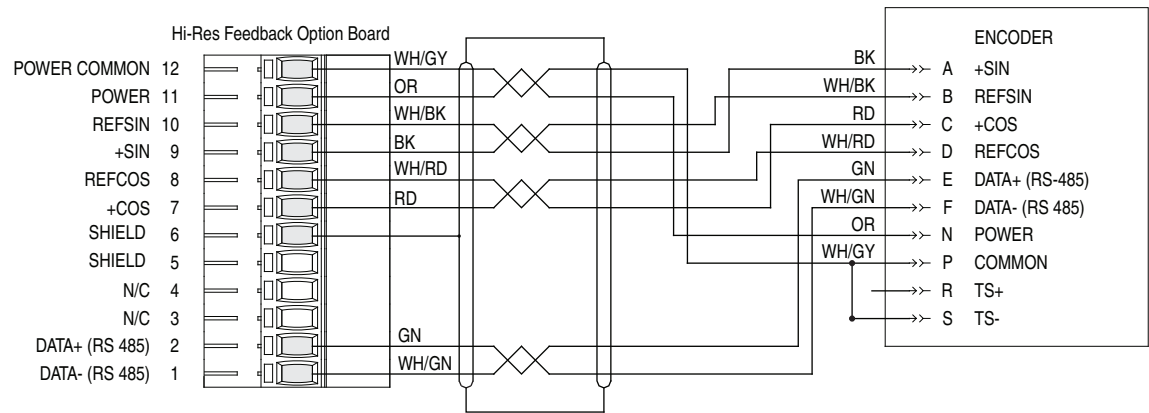 Hi-Res Feedback Option Board
POWER COMMON 12
POWER 11
REFSIN 10
+SIN 9
REFCOS 8
+COS 7
SHIELD 6
SHIELD 5
N/C 4
N/C 3
DATA+ (RS 485) 2
DATA- (RS 485) 1
WH/GY
OR
WH/BK
BK
WH/RD
RD
GN
WH/GN
BK
WH/BK
RD
WH/RD
GN
WH/GN
OR
WH/GY
ENCODER
A +SIN
B REFSIN
C +COS
D REFCOS
E DATA+ (RS-485)
F DATA- (RS 485)
N POWER
P COMMON
R TS+
S TS-